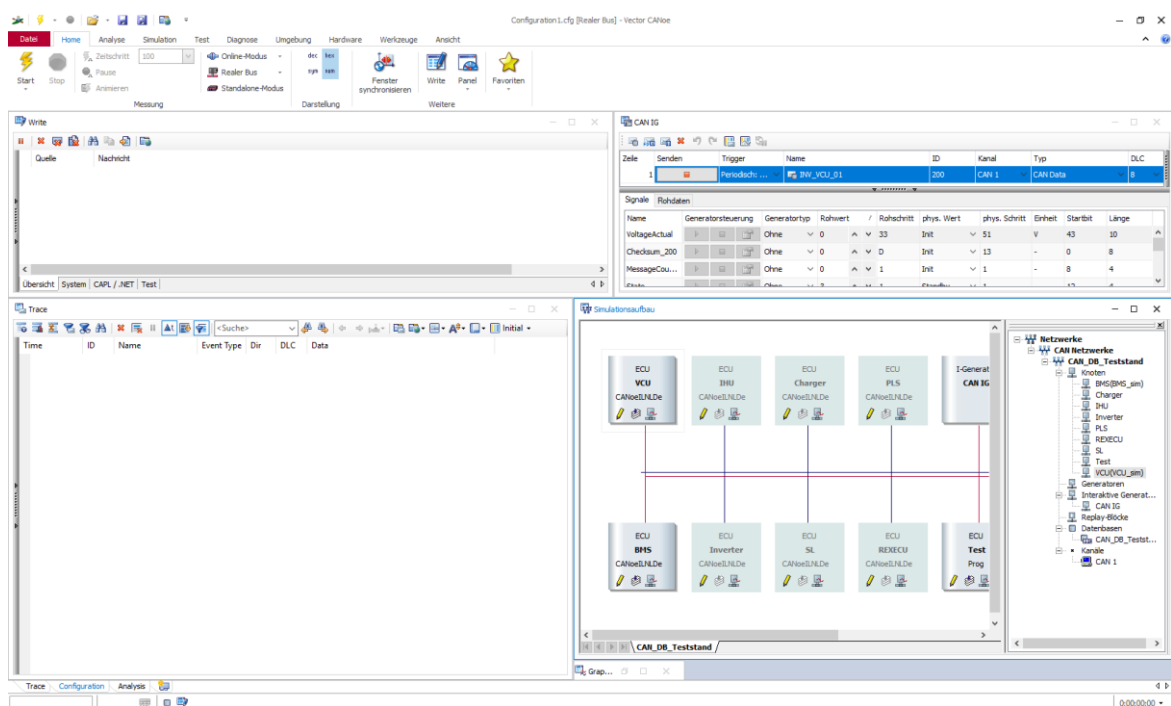 Configuration1.cfg [Realer Bus] - Vector CANoe
Datei Home Analyse Simulation Test Diagnose Umgebung Hardware Werkzeuge Ansicht
Start
Stop
Zeitschritt 100
Pause
Animieren
Messung
Online-Modus
Realer Bus
Standalone-Modus
dec hex
sym num
Darstellung
Fenster
synchronisieren
Write
Panel
Favoriten
Weitere
Write
Quelle Nachricht
Übersicht System CAPL / .NET Test
CAN IG
Zeile Senden Trigger Name ID Kanal Typ DLC
1 Periodisch: ... INV_VCU_01 200 CAN 1 CAN Data 8
Signale Rohdaten
Name Generatorsteuerung Generatortyp Rohwert / Rohschritt phys. Wert phys. Schritt Einheit Startbit Länge
VoltageActual Ohne 0 33 Init 51 V 43 10
Checksum_200 Ohne 0 D Init 13 - 0 8
MessageCou... Ohne 0 1 Init 1 - 8 4
Trace
<Suche> Initial
Time ID Name Event Type Dir DLC Data
Simulationsaufbau
ECU ECU ECU ECU I-Generat
VCU IHU Charger PLS CAN IG
CANoeILNLDe CANoeILNLDe CANoeILNLDe CANoeILNLDe
ECU ECU ECU ECU ECU
BMS Inverter SL REXECU Test
CANoeILNLDe CANoeILNLDe CANoeILNLDe CANoeILNLDe Prog
CAN_DB_Teststand
Netzwerke
CAN Netzwerke
CAN_DB_Teststand
Knoten
BMS(BMS_sim)
Charger
IHU
Inverter
PLS
REXECU
SL
Test
VCU(VCU_sim)
Generatoren
Interaktive Generat...
CAN IG
Replay-Blöcke
Datenbasen
CAN_DB_Testst...
Kanäle
CAN 1
Grap...
Trace Configuration Analysis
0:00:00:00